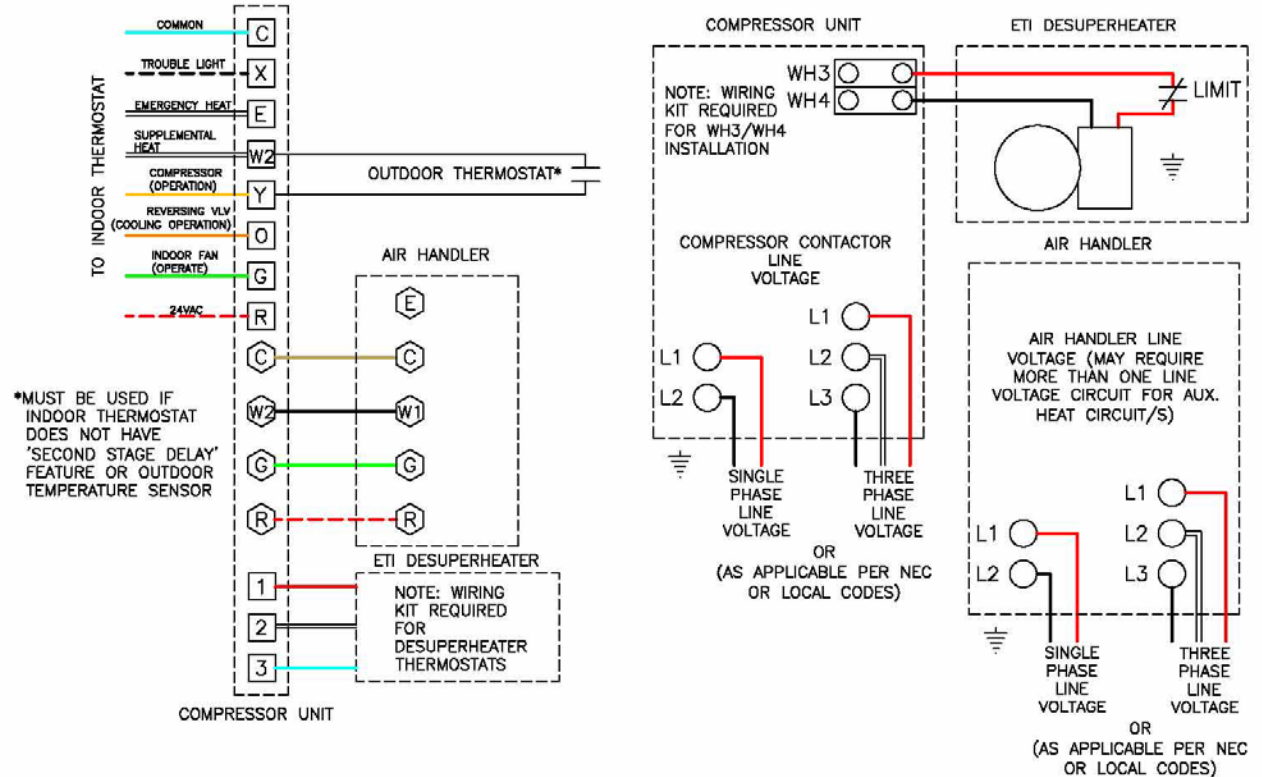 COMMON
C
TROUBLE LIGHT
X
EMERGENCY HEAT
E
SUPPLEMENTAL
HEAT
W2
COMPRESSOR
(OPERATION)
Y
REVERSING VLV
(COOLING OPERATION)
O
INDOOR FAN
(OPERATE)
G
24VAC
R
TO INDOOR THERMOSTAT
OUTDOOR THERMOSTAT*
AIR HANDLER
E
C
C
W2
W1
G
G
R
R
*MUST BE USED IF
INDOOR THERMOSTAT
DOES NOT HAVE
'SECOND STAGE DELAY'
FEATURE OR OUTDOOR
TEMPERATURE SENSOR
ETI DESUPERHEATER
1
2
3
NOTE: WIRING
KIT REQUIRED
FOR
DESUPERHEATER
THERMOSTATS
COMPRESSOR UNIT
COMPRESSOR UNIT
WH3
WH4
NOTE: WIRING
KIT REQUIRED
FOR WH3/WH4
INSTALLATION
COMPRESSOR CONTACTOR
LINE
VOLTAGE
L1
L2
L1
L2
L3
SINGLE
PHASE
LINE
VOLTAGE
THREE
PHASE
LINE
VOLTAGE
OR
(AS APPLICABLE PER NEC
OR LOCAL CODES)
ETI DESUPERHEATER
LIMIT
AIR HANDLER
AIR HANDLER LINE
VOLTAGE (MAY REQUIRE
MORE THAN ONE LINE
VOLTAGE CIRCUIT FOR AUX.
HEAT CIRCUIT/S)
L1
L2
L1
L2
L3
SINGLE
PHASE
LINE
VOLTAGE
THREE
PHASE
LINE
VOLTAGE
OR
(AS APPLICABLE PER NEC
OR LOCAL CODES)